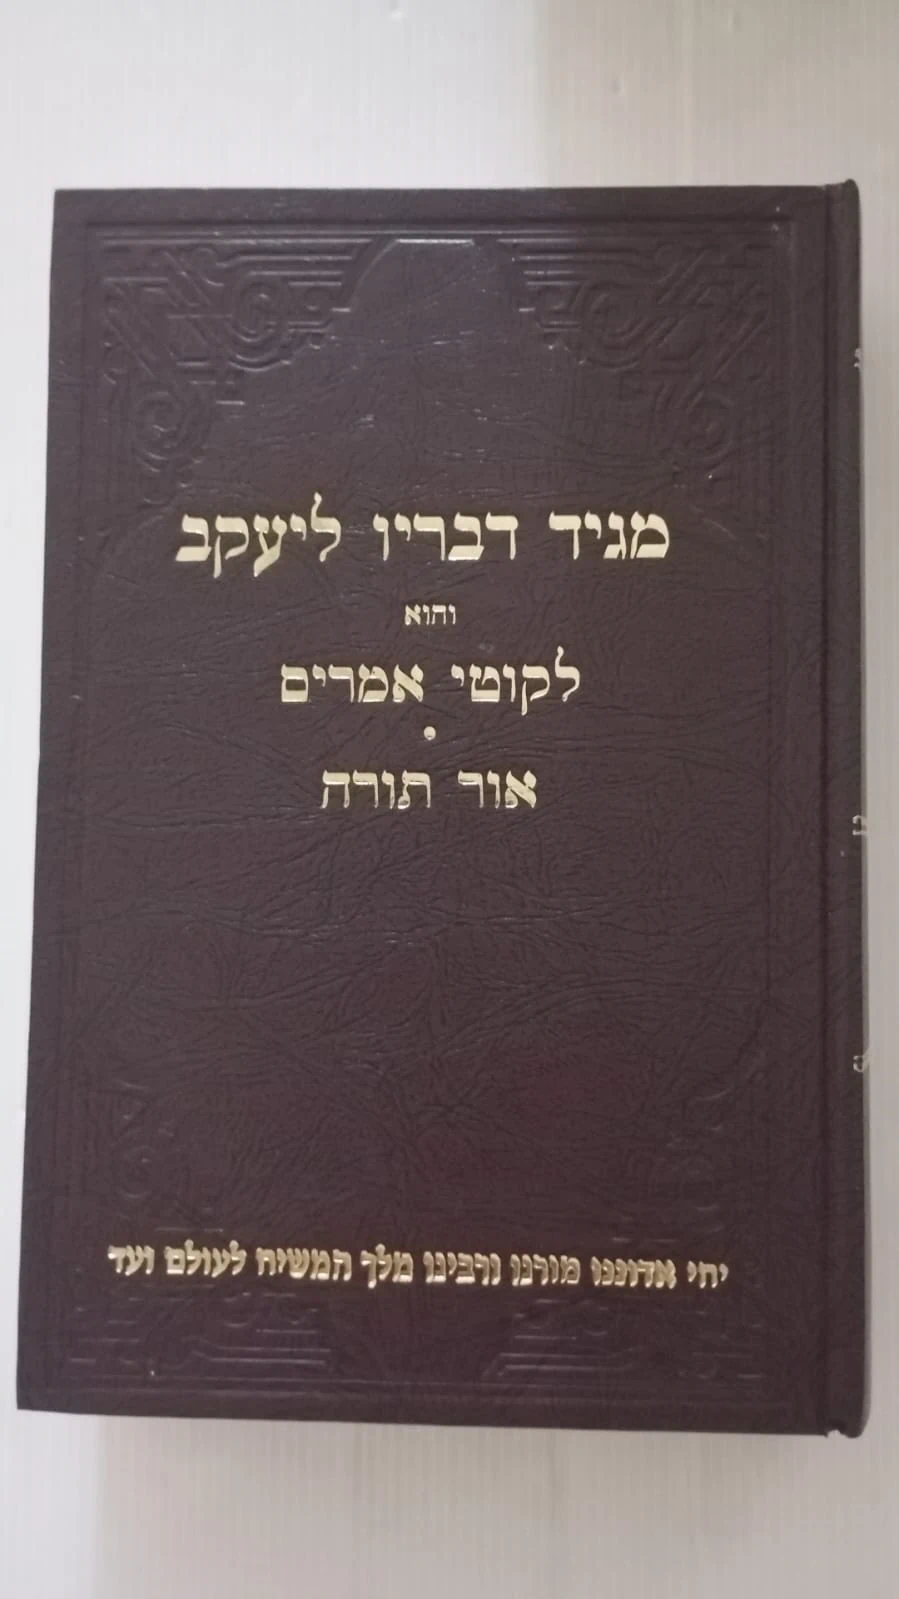 מגיד דבריו ליעקב
והוא
לקוטי אמרים
•
אור תורה
יחי אדוננו מורנו ורבינו מלך המשיח לעולם ועד